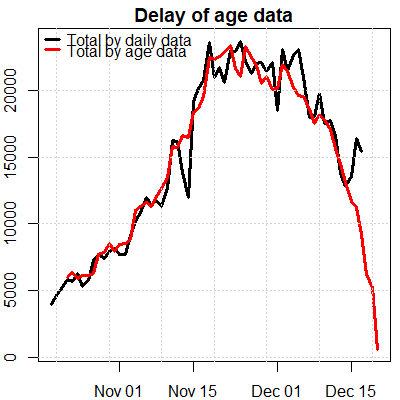 Delay of age data
Total by daily data
Total by age data
20000
15000
10000
5000
0
Nov 01 Nov 15 Dec 01 Dec 15